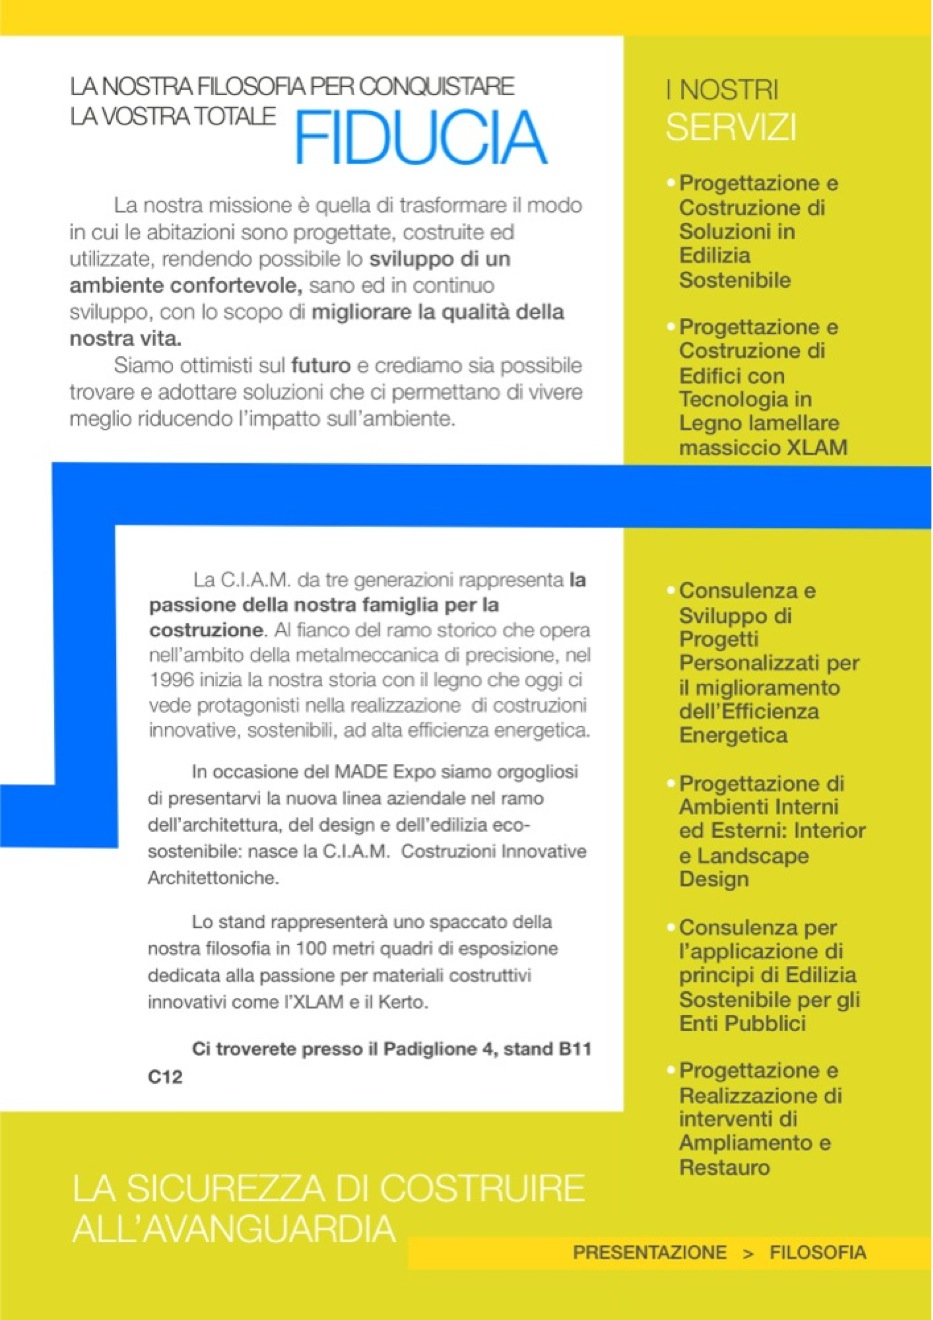 LA NOSTRA FILOSOFIA PER CONQUISTARE
LA VOSTRA TOTALE FIDUCIA
La nostra missione è quella di trasformare il modo
in cui le abitazioni sono progettate, costruite ed
utilizzate, rendendo possibile lo sviluppo di un
ambiente confortevole, sano ed in continuo
sviluppo, con lo scopo di migliorare la qualità della
nostra vita.
Siamo ottimisti sul futuro e crediamo sia possibile
trovare e adottare soluzioni che ci permettano di vivere
meglio riducendo l'impatto sull'ambiente.
La C.I.A.M. da tre generazioni rappresenta la
passione della nostra famiglia per la
costruzione. Al fianco del ramo storico che opera
nell'ambito della metalmeccanica di precisione, nel
1996 inizia la nostra storia con il legno che oggi ci
vede protagonisti nella realizzazione di costruzioni
innovative, sostenibili, ad alta efficienza energetica.
In occasione del MADE Expo siamo orgogliosi
di presentarvi la nuova linea aziendale nel ramo
dell'architettura, del design e dell'edilizia eco-
sostenibile: nasce la C.I.A.M. Costruzioni Innovative
Architettoniche.
Lo stand rappresenterà uno spaccato della
nostra filosofia in 100 metri quadri di esposizione
dedicata alla passione per materiali costruttivi
innovativi come l'XLAM e il Kerto.
Ci troverete presso il Padiglione 4, stand B11
C12
I NOSTRI
SERVIZI
• Progettazione e
Costruzione di
Soluzioni in
Edilizia
Sostenibile
• Progettazione e
Costruzione di
Edifici con
Tecnologia in
Legno lamellare
massiccio XLAM
• Consulenza e
Sviluppo di
Progetti
Personalizzati per
il miglioramento
dell'Efficienza
Energetica
• Progettazione di
Ambienti Interni
ed Esterni: Interior
e Landscape
Design
• Consulenza per
l'applicazione di
principi di Edilizia
Sostenibile per gli
Enti Pubblici
• Progettazione e
Realizzazione di
interventi di
Ampliamento e
Restauro
LA SICUREZZA DI COSTRUIRE
ALL'AVANGUARDIA
PRESENTAZIONE > FILOSOFIA